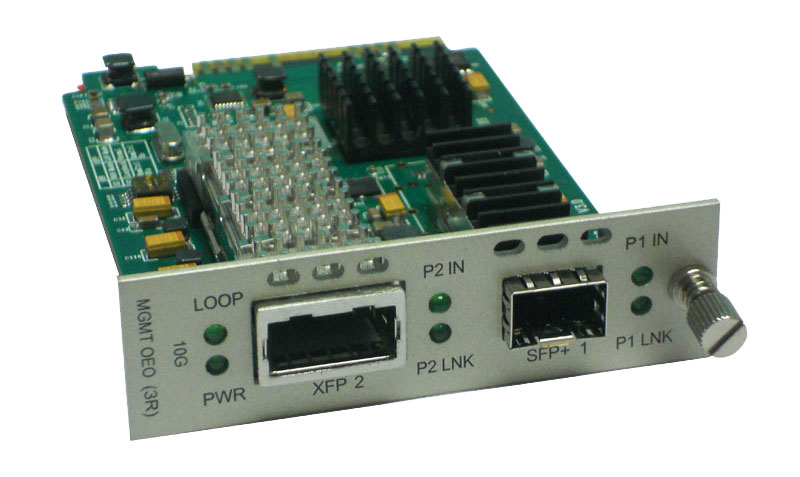 MGMT OEO (3R)
10G
LOOP
PWR
XFP 2
P2 IN
P2 LNK
SFP+ 1
P1 IN
P1 LNK